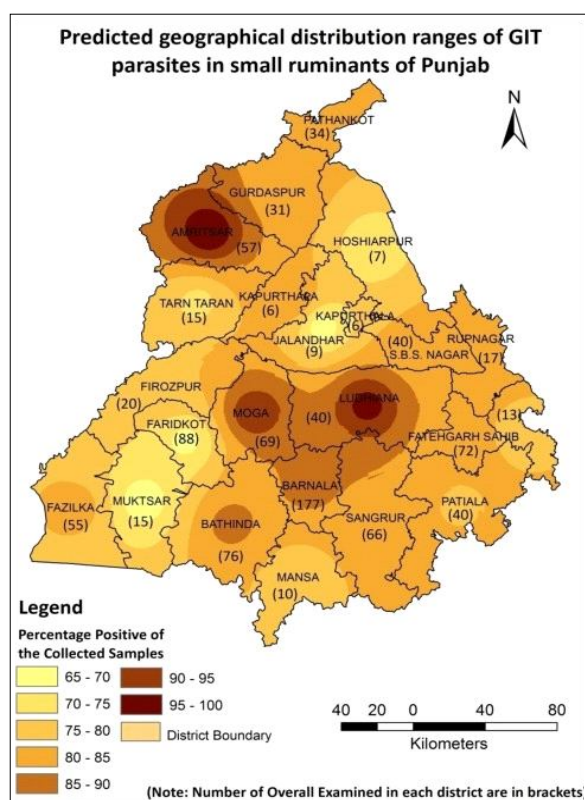 Predicted geographical distribution ranges of GIT
parasites in small ruminants of Punjab
N
PATHANKOT
(34)
GURDASPUR
(31)
AMRITSAR
(57)
HOSHIARPUR
(7)
TARN TARAN
(15)
KAPURTHALA
(6)
KAPURTHALA
(6)
JALANDHAR
(9)
(40)
S.B.S. NAGAR
RUPNAGAR
(17)
FIROZPUR
(20)
MOGA
(69)
LUDHIANA
(40)
FARIDKOT
(88)
(13)
FATEHGARH SAHIB
(72)
FAZILKA
(55)
MUKTSAR
(15)
BATHINDA
(76)
BARNALA
(177)
SANGRUR
(66)
PATIALA
(40)
MANSA
(10)
Legend
Percentage Positive of
the Collected Samples
65 - 70
70 - 75
75 - 80
80 - 85
85 - 90
90 - 95
95 - 100
District Boundary
40 20 0 40 80
Kilometers
(Note: Number of Overall Examined in each district are in brackets)